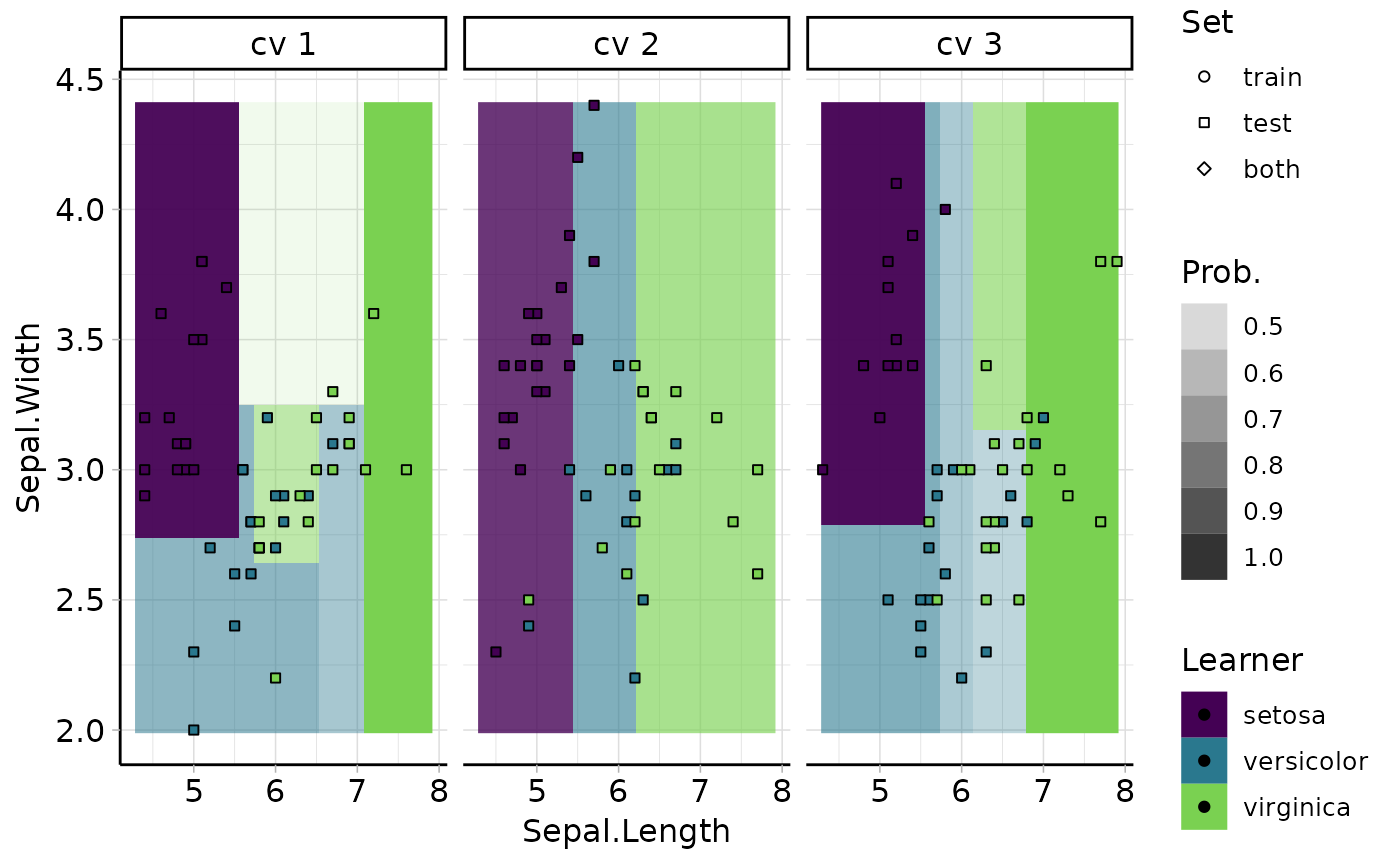 cv 1
cv 2
cv 3
Set
train
test
both
Prob.
0.5
0.6
0.7
0.8
0.9
1.0
Learner
setosa
versicolor
virginica
Sepal.Width
4.5
4.0
3.5
3.0
2.5
2.0
5 6 7 8
5 6 7 8
5 6 7 8
Sepal.Length